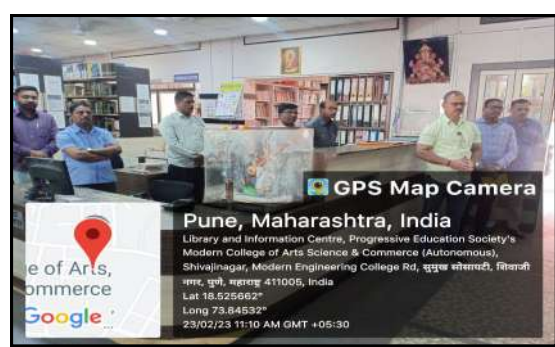 GPS Map Camera
Pune, Maharashtra, India
Library and Information Centre, Progressive Education Society's
Modern College of Arts Science & Commerce (Autonomous),
Shivajinagar, Modern Engineering College Rd, सुमुख सोसायटी, शिवाजी
नगर, पुणे, महाराष्ट्र 411005, India
Lat 18.525662°
Long 73.84532°
23/02/23 11:10 AM GMT +05:30
e of Arts,
ommerce
Google